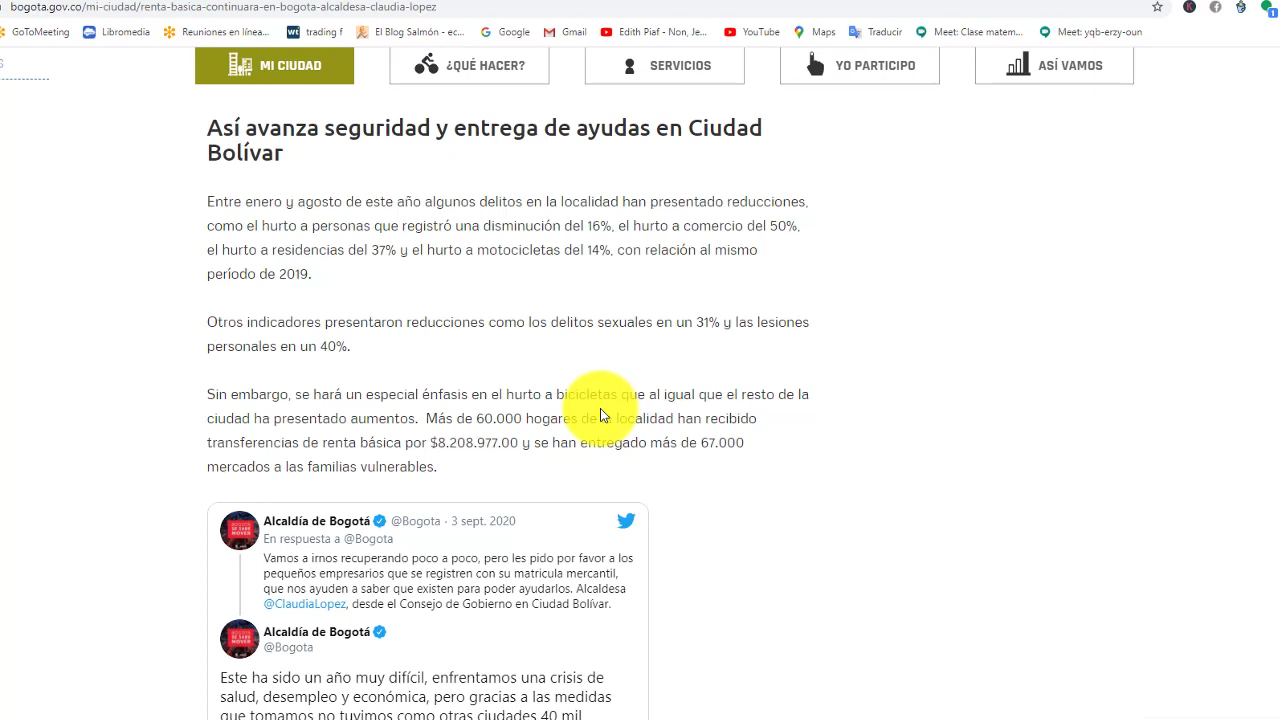 bogota.gov.co/mi-ciudad/renta-basica-continuara-en-bogota-alcaldesa-claudia-lopez
GoToMeeting Libromedia Reuniones en línea... wt trading f El Blog Salmón - ec... Google Gmail Edith Piaf - Non, Je... YouTube Maps Traducir Meet: Clase matem... Meet: yqb-erzy-oun
S MI CIUDAD ¿QUÉ HACER? SERVICIOS YO PARTICIPO ASÍ VAMOS
Así avanza seguridad y entrega de ayudas en Ciudad
Bolívar
Entre enero y agosto de este año algunos delitos en la localidad han presentado reducciones,
como el hurto a personas que registró una disminución del 16%, el hurto a comercio del 50%,
el hurto a residencias del 37% y el hurto a motocicletas del 14%, con relación al mismo
período de 2019.
Otros indicadores presentaron reducciones como los delitos sexuales en un 31% y las lesiones
personales en un 40%.
Sin embargo, se hará un especial énfasis en el hurto a bicicletas que al igual que el resto de la
ciudad ha presentado aumentos. Más de 60.000 hogares de la localidad han recibido
transferencias de renta básica por $8.208.977.00 y se han entregado más de 67.000
mercados a las familias vulnerables.
Alcaldía de Bogotá @Bogota · 3 sept. 2020
En respuesta a @Bogota
Vamos a irnos recuperando poco a poco, pero les pido por favor a los
pequeños empresarios que se registren con su matricula mercantil,
que nos ayuden a saber que existen para poder ayudarlos. Alcaldesa
@ClaudiaLopez, desde el Consejo de Gobierno en Ciudad Bolívar.
Alcaldía de Bogotá
@Bogota
Este ha sido un año muy difícil, enfrentamos una crisis de
salud, desempleo y económica, pero gracias a las medidas
que tomamos no tuvimos como otras ciudades 40 mil